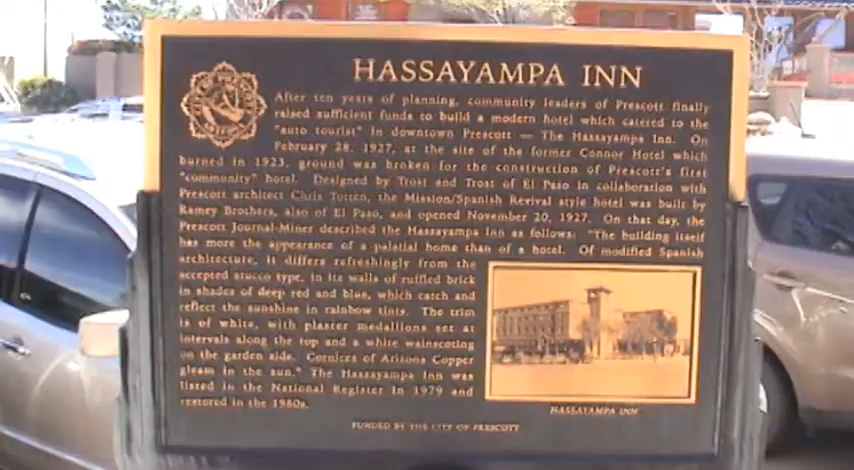 HASSAYAMPA INN
After ten years of planning, community leaders of Prescott finally
raised sufficient funds to build a modern hotel which catered to the
"auto tourist" in downtown Prescott — The Hassayampa Inn. On
February 28, 1927, at the site of the former Connor Hotel which
burned in 1923, ground was broken for the construction of Prescott's first
"community" hotel. Designed by Trost and Trost of El Paso in collaboration with
Prescott architect Chris Totten, the Mission/Spanish Revival style hotel was built by
Ramey Brothers, also of El Paso, and opened November 20, 1927. On that day, the
Prescott Journal-Miner described the Hassayampa Inn as follows: "The building itself
has more the appearance of a palatial home than of a hotel. Of modified Spanish
architecture, it differs refreshingly from the
accepted stucco type, in its walls of ruffled brick
in shades of deep red and blue, which catch and
reflect the sunshine in rainbow tints. The trim
is of white, with plaster medallions set at
intervals along the top and a white wainscoting
on the garden side. Cornices of Arizona Copper
gleam in the sun." The Hassayampa Inn was
listed in the National Register in 1979 and
restored in the 1980s.
HASSAYAMPA INN
FUNDED BY THE CITY OF PRESCOTT